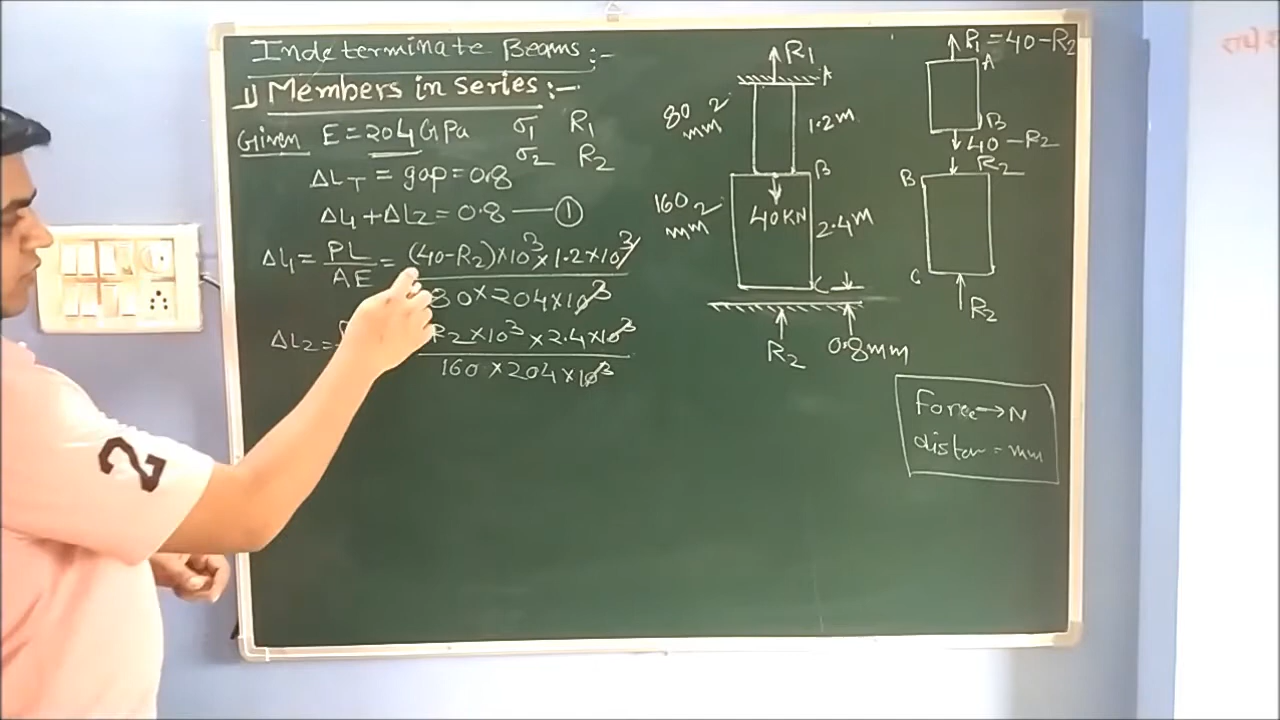 Indeterminate Beams:-
1) Members in Series:-
Given E = 204 GPa σ1 R1
σ2 R2
ΔLT = gap = 0.8
ΔL1 + ΔL2 = 0.8 — ①
ΔL1 = PL/AE = (40-R2)×10³×1.2×10³
80×204×10³
ΔL2 = R2×10³×2.4×10³
160×204×10³
R1
A
80 mm²
1.2m
B
160 mm²
40KN
2.4m
C
R2
0.8mm
R1=40-R2
A
B
40-R2
R2
B
C
R2
Force→N
distan = mm